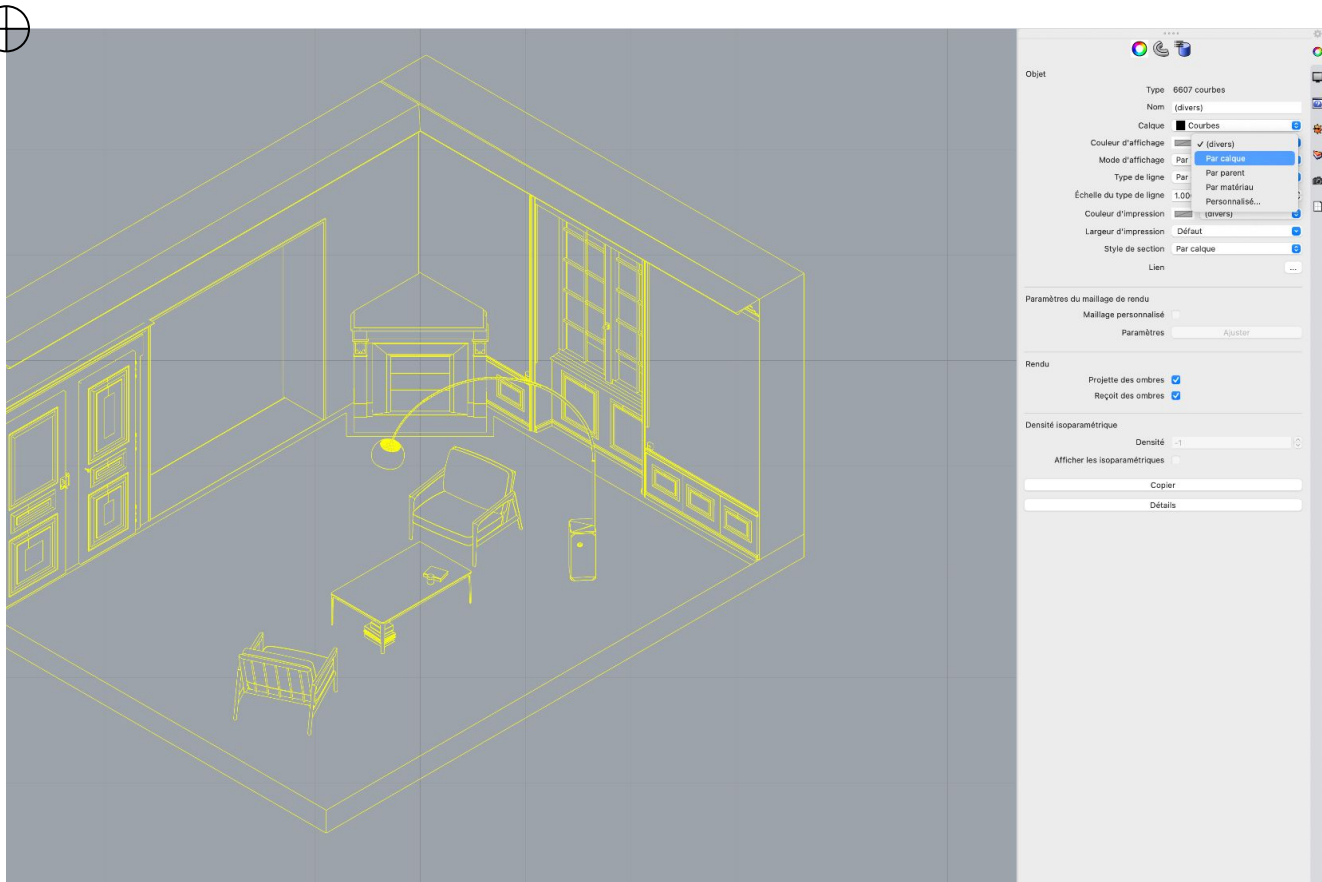 Objet
Type 6607 courbes
Nom (divers)
Calque Courbes
Couleur d'affichage ✓ (divers)
Par calque
Mode d'affichage Par
Par parent
Type de ligne Par
Par matériau
Échelle du type de ligne 1.00
Personnalisé...
Couleur d'impression (divers)
Largeur d'impression Défaut
Style de section Par calque
Lien ...
Paramètres du maillage de rendu
Maillage personnalisé
Paramètres Ajuster
Rendu
Projette des ombres
Reçoit des ombres
Densité isoparamétrique
Densité -1
Afficher les isoparamétriques
Copier
Détails